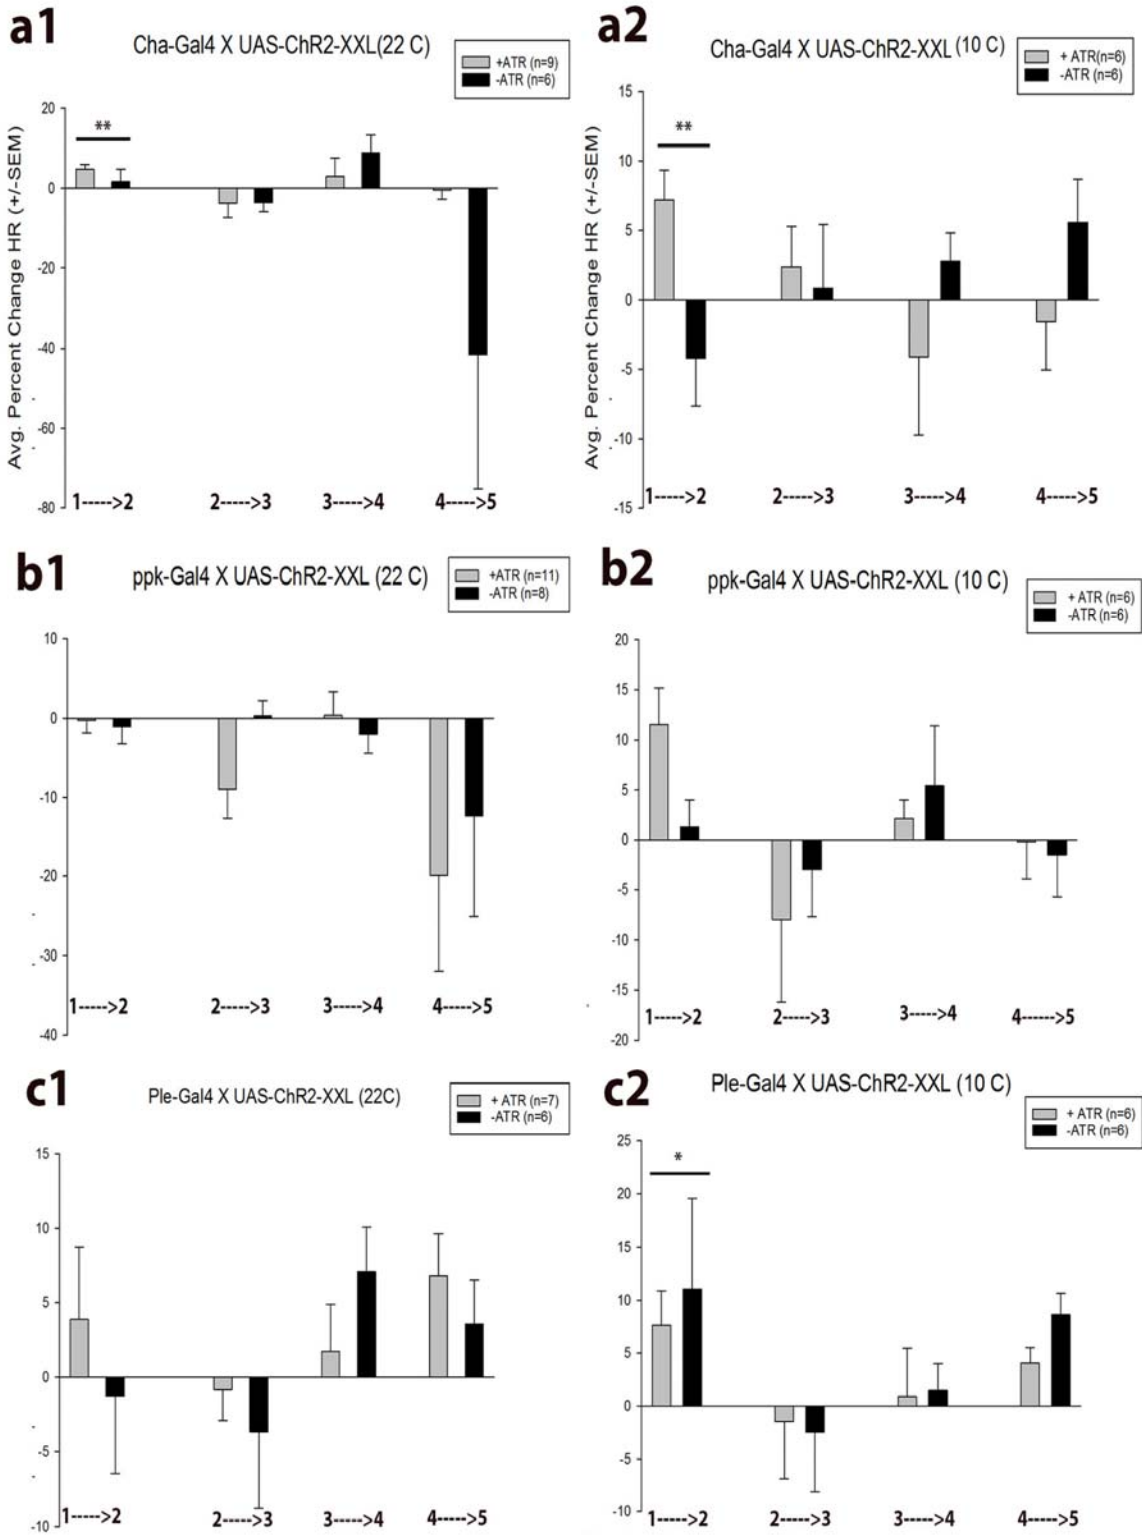 a1
Cha-Gal4 X UAS-ChR2-XXL(22 C)
+ATR (n=9)
-ATR (n=6)
Avg. Percent Change HR (+/-SEM)
20
0
-20
-40
-60
-80
**
1----->2
2----->3
3----->4
4----->5
a2
Cha-Gal4 X UAS-ChR2-XXL (10 C)
+ ATR(n=6)
-ATR (n=6)
Avg. Percent Change HR (+/-SEM)
15
10
5
0
-5
-10
-15
**
1----->2
2----->3
3----->4
4----->5
b1
ppk-Gal4 X UAS-ChR2-XXL (22 C)
+ATR (n=11)
-ATR (n=8)
10
0
-10
-20
-30
-40
1----->2
2----->3
3----->4
4----->5
b2
ppk-Gal4 X UAS-ChR2-XXL (10 C)
+ ATR (n=6)
-ATR (n=6)
20
15
10
5
0
-5
-10
-15
-20
1----->2
2----->3
3----->4
4------>5
c1
Ple-Gal4 X UAS-ChR2-XXL (22C)
+ ATR (n=7)
-ATR (n=6)
15
10
5
0
-5
-10
1----->2
2----->3
3----->4
4----->5
c2
Ple-Gal4 X UAS-ChR2-XXL (10 C)
+ ATR (n=6)
-ATR (n=6)
25
20
15
10
5
0
-5
-10
*
1----->2
2----->3
3----->4
4----->5